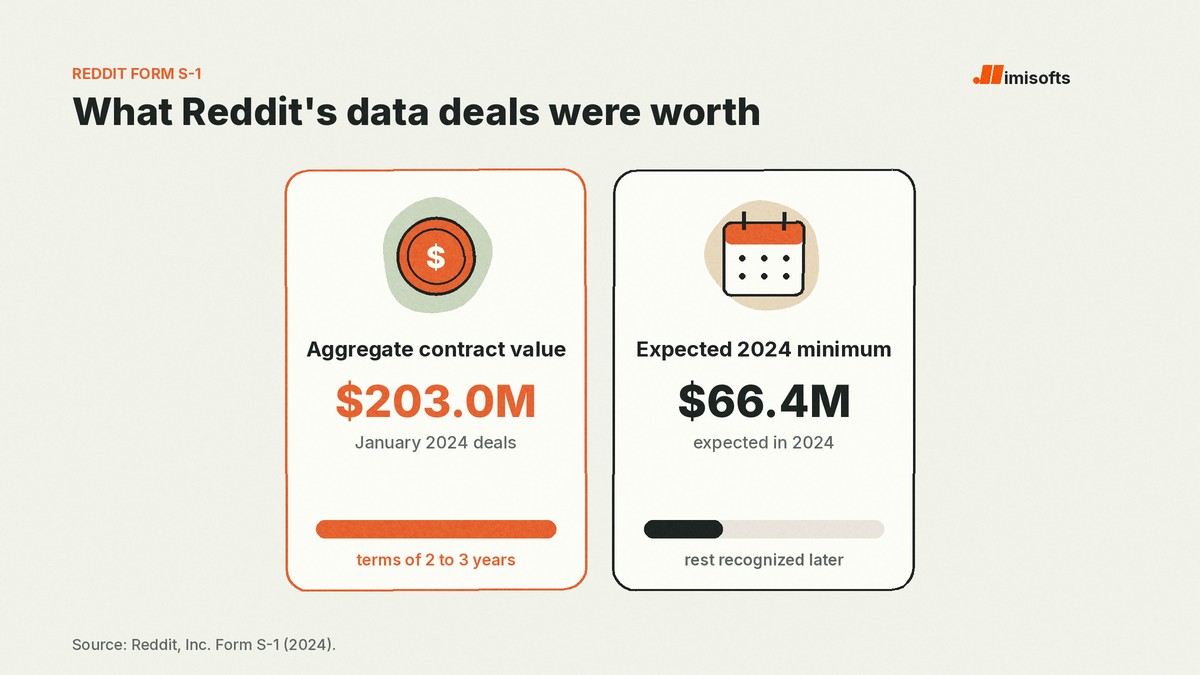 REDDIT FORM S-1
imisofts
What Reddit's data deals were worth
$
Aggregate contract value
$203.0M
January 2024 deals
terms of 2 to 3 years
Expected 2024 minimum
$66.4M
expected in 2024
rest recognized later
Source: Reddit, Inc. Form S-1 (2024).